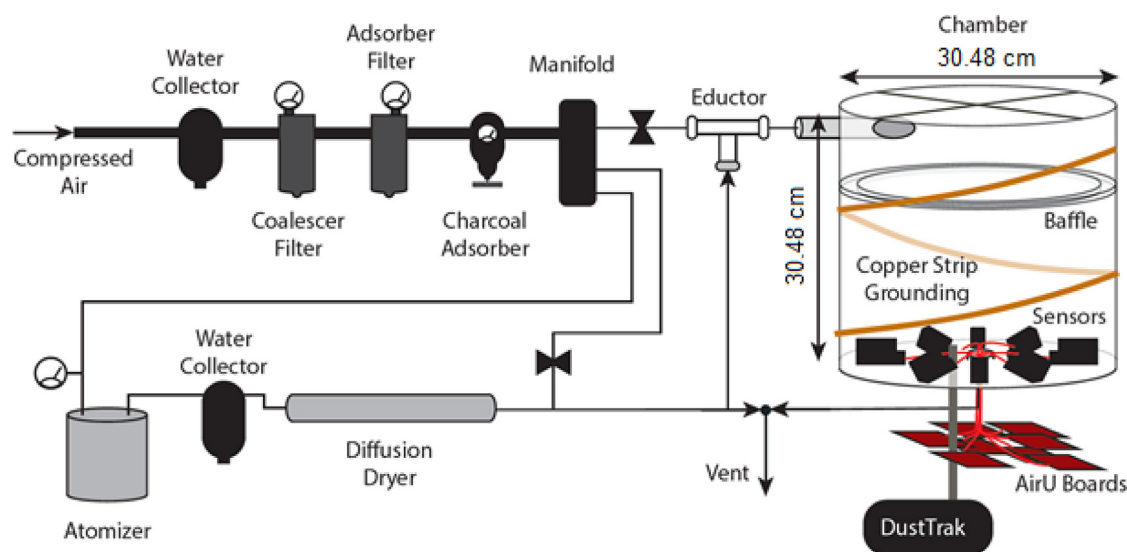 Chamber
30.48 cm
Adsorber
Filter
Water
Collector
Manifold
Eductor
Compressed
Air
Coalescer
Filter
Charcoal
Adsorber
Baffle
30.48 cm
Copper Strip
Grounding
Sensors
Water
Collector
Diffusion
Dryer
Vent
AirU Boards
Atomizer
DustTrak